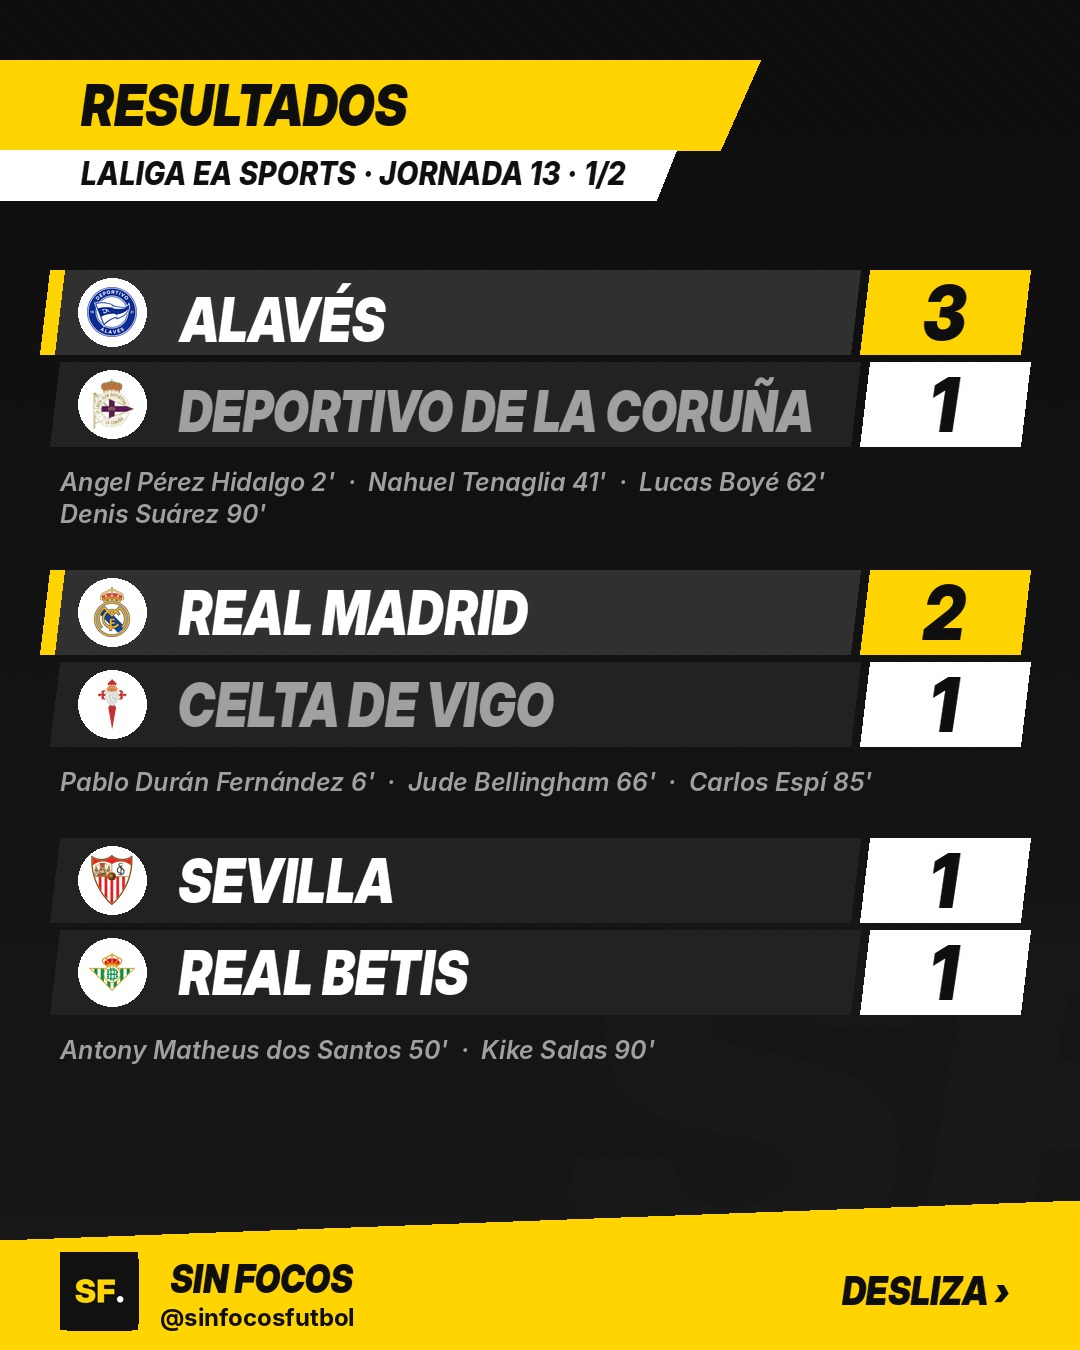 RESULTADOS
LALIGA EA SPORTS · JORNADA 13 · 1/2
ALAVÉS 3
DEPORTIVO DE LA CORUÑA 1
Angel Pérez Hidalgo 2' · Nahuel Tenaglia 41' · Lucas Boyé 62'
Denis Suárez 90'
REAL MADRID 2
CELTA DE VIGO 1
Pablo Durán Fernández 6' · Jude Bellingham 66' · Carlos Espí 85'
SEVILLA 1
REAL BETIS 1
Antony Matheus dos Santos 50' · Kike Salas 90'
SF.
SIN FOCOS
@sinfocosfutbol
DESLIZA ›